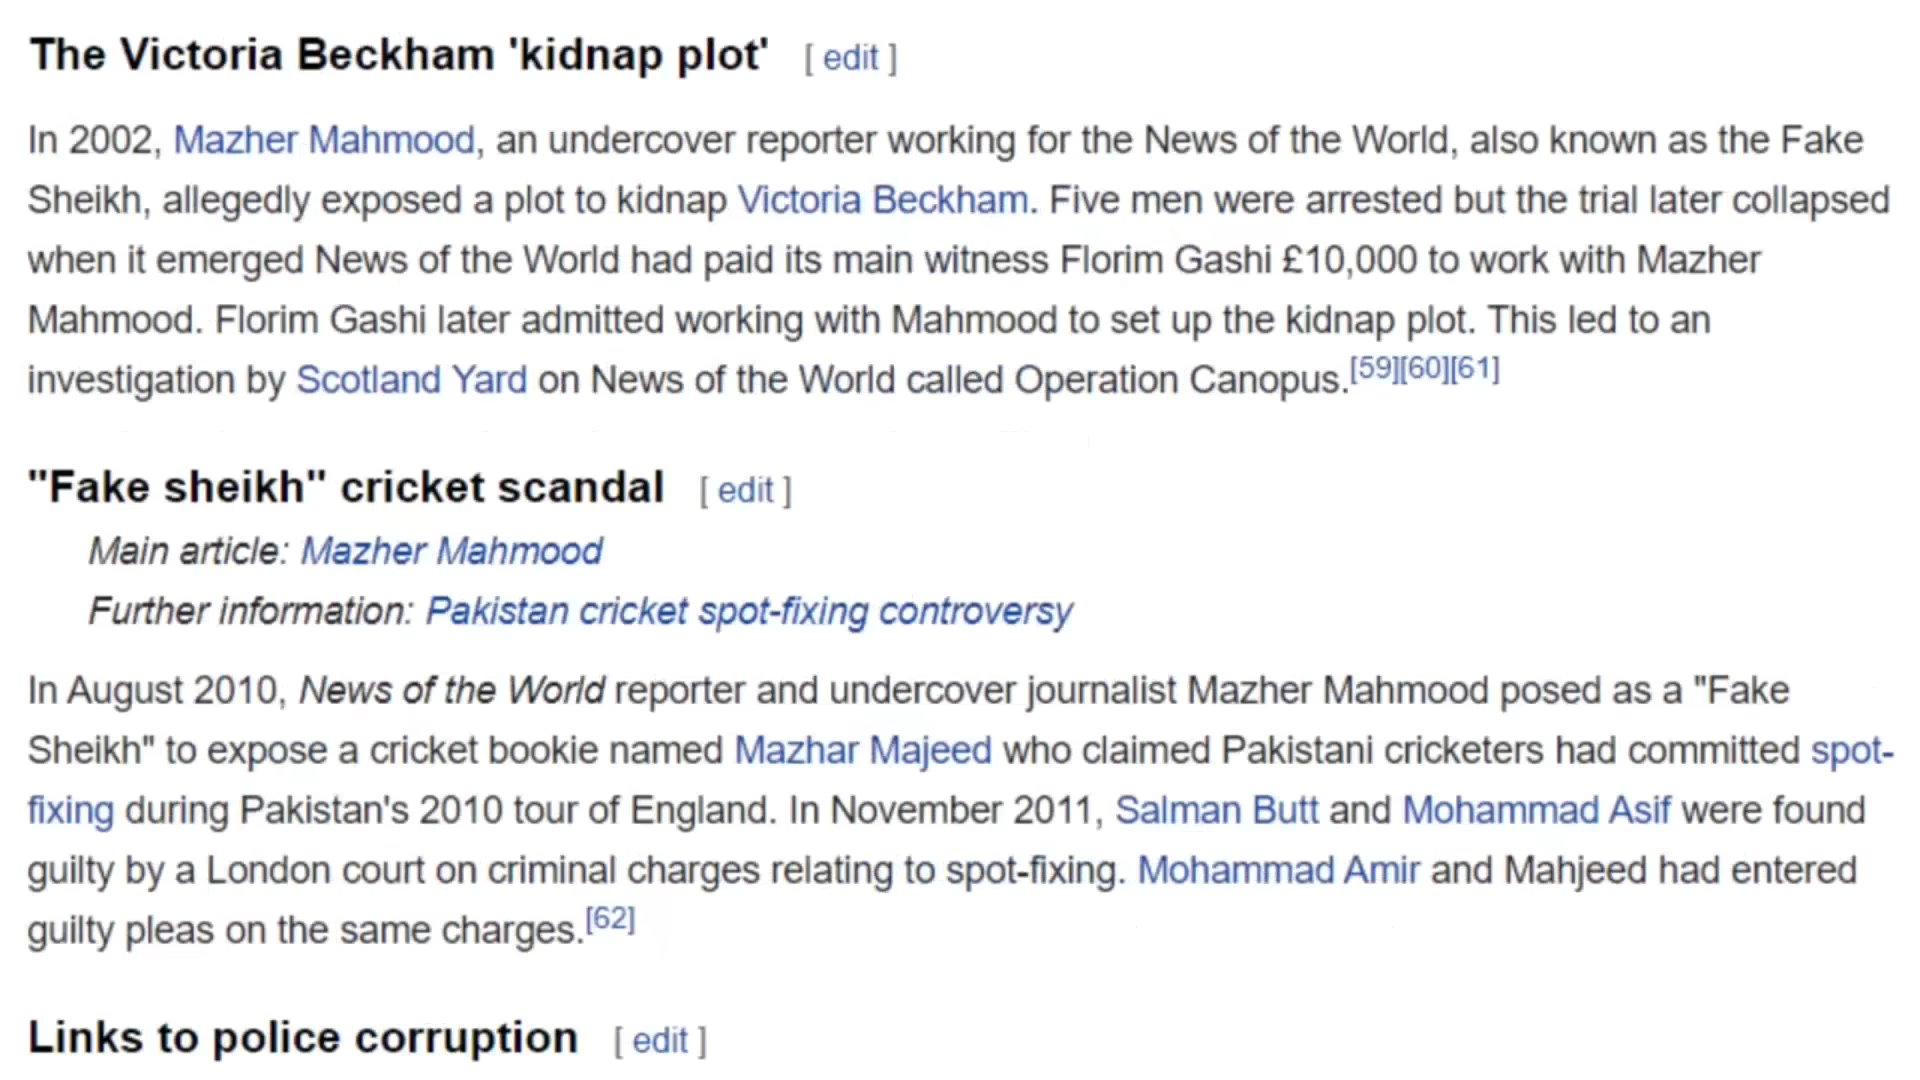 The Victoria Beckham 'kidnap plot' [ edit ]
In 2002, Mazher Mahmood, an undercover reporter working for the News of the World, also known as the Fake
Sheikh, allegedly exposed a plot to kidnap Victoria Beckham. Five men were arrested but the trial later collapsed
when it emerged News of the World had paid its main witness Florim Gashi £10,000 to work with Mazher
Mahmood. Florim Gashi later admitted working with Mahmood to set up the kidnap plot. This led to an
investigation by Scotland Yard on News of the World called Operation Canopus.[59][60][61]
"Fake sheikh" cricket scandal [ edit ]
Main article: Mazher Mahmood
Further information: Pakistan cricket spot-fixing controversy
In August 2010, News of the World reporter and undercover journalist Mazher Mahmood posed as a "Fake
Sheikh" to expose a cricket bookie named Mazhar Majeed who claimed Pakistani cricketers had committed spot-
fixing during Pakistan's 2010 tour of England. In November 2011, Salman Butt and Mohammad Asif were found
guilty by a London court on criminal charges relating to spot-fixing. Mohammad Amir and Mahjeed had entered
guilty pleas on the same charges.[62]
Links to police corruption [ edit ]